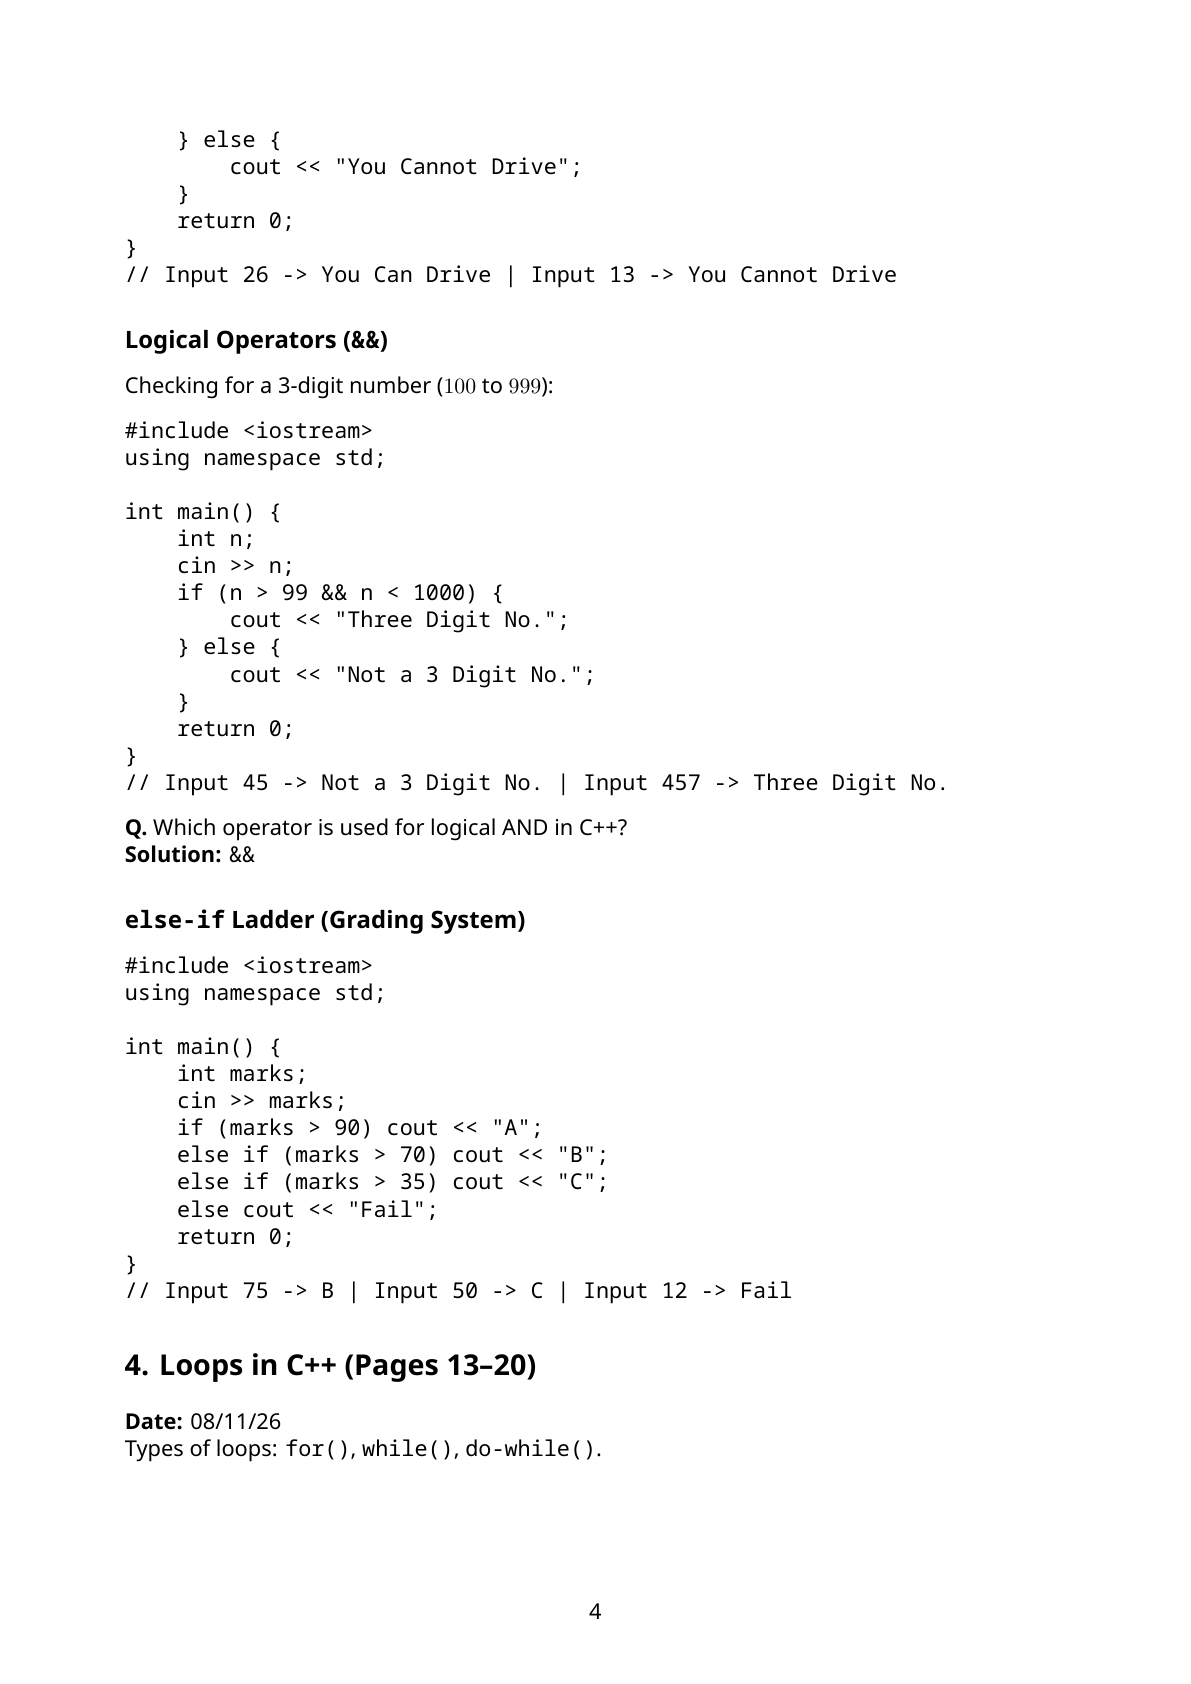 } else {
        cout << "You Cannot Drive";
    }
    return 0;
}
// Input 26 -> You Can Drive | Input 13 -> You Cannot Drive
Logical Operators (&&)
Checking for a 3-digit number (100 to 999):
#include <iostream>
using namespace std;

int main() {
    int n;
    cin >> n;
    if (n > 99 && n < 1000) {
        cout << "Three Digit No.";
    } else {
        cout << "Not a 3 Digit No.";
    }
    return 0;
}
// Input 45 -> Not a 3 Digit No. | Input 457 -> Three Digit No.
Q. Which operator is used for logical AND in C++?
Solution: &&
else-if Ladder (Grading System)
#include <iostream>
using namespace std;

int main() {
    int marks;
    cin >> marks;
    if (marks > 90) cout << "A";
    else if (marks > 70) cout << "B";
    else if (marks > 35) cout << "C";
    else cout << "Fail";
    return 0;
}
// Input 75 -> B | Input 50 -> C | Input 12 -> Fail
4. Loops in C++ (Pages 13–20)
Date: 08/11/26
Types of loops: for(), while(), do-while().
4